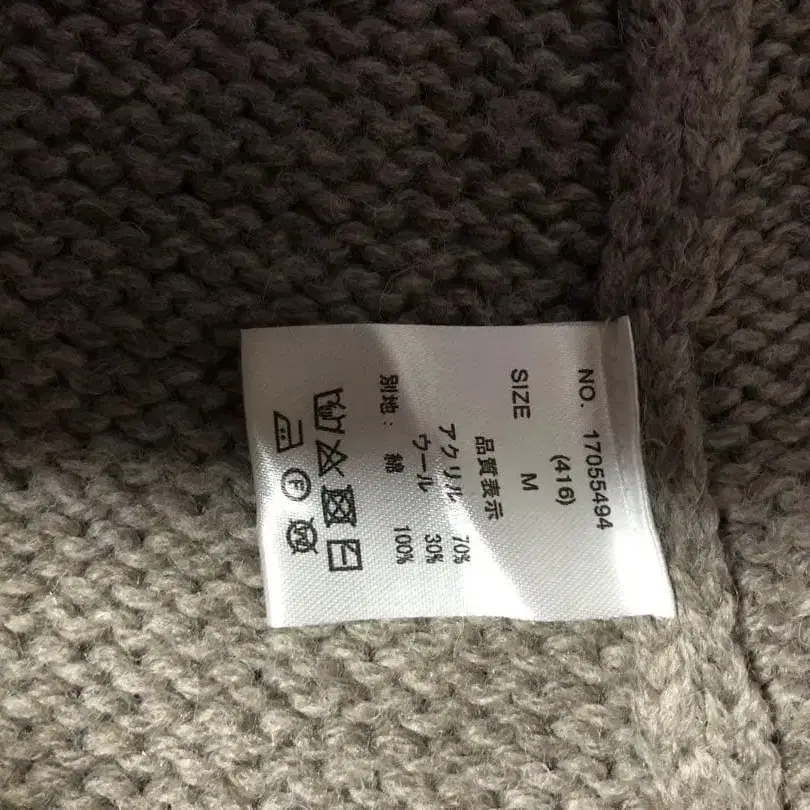 NO. 17055494
(416)
SIZE M
品質表示
アクリル 70%
ウール 30%
別地： 綿 100%
F
W